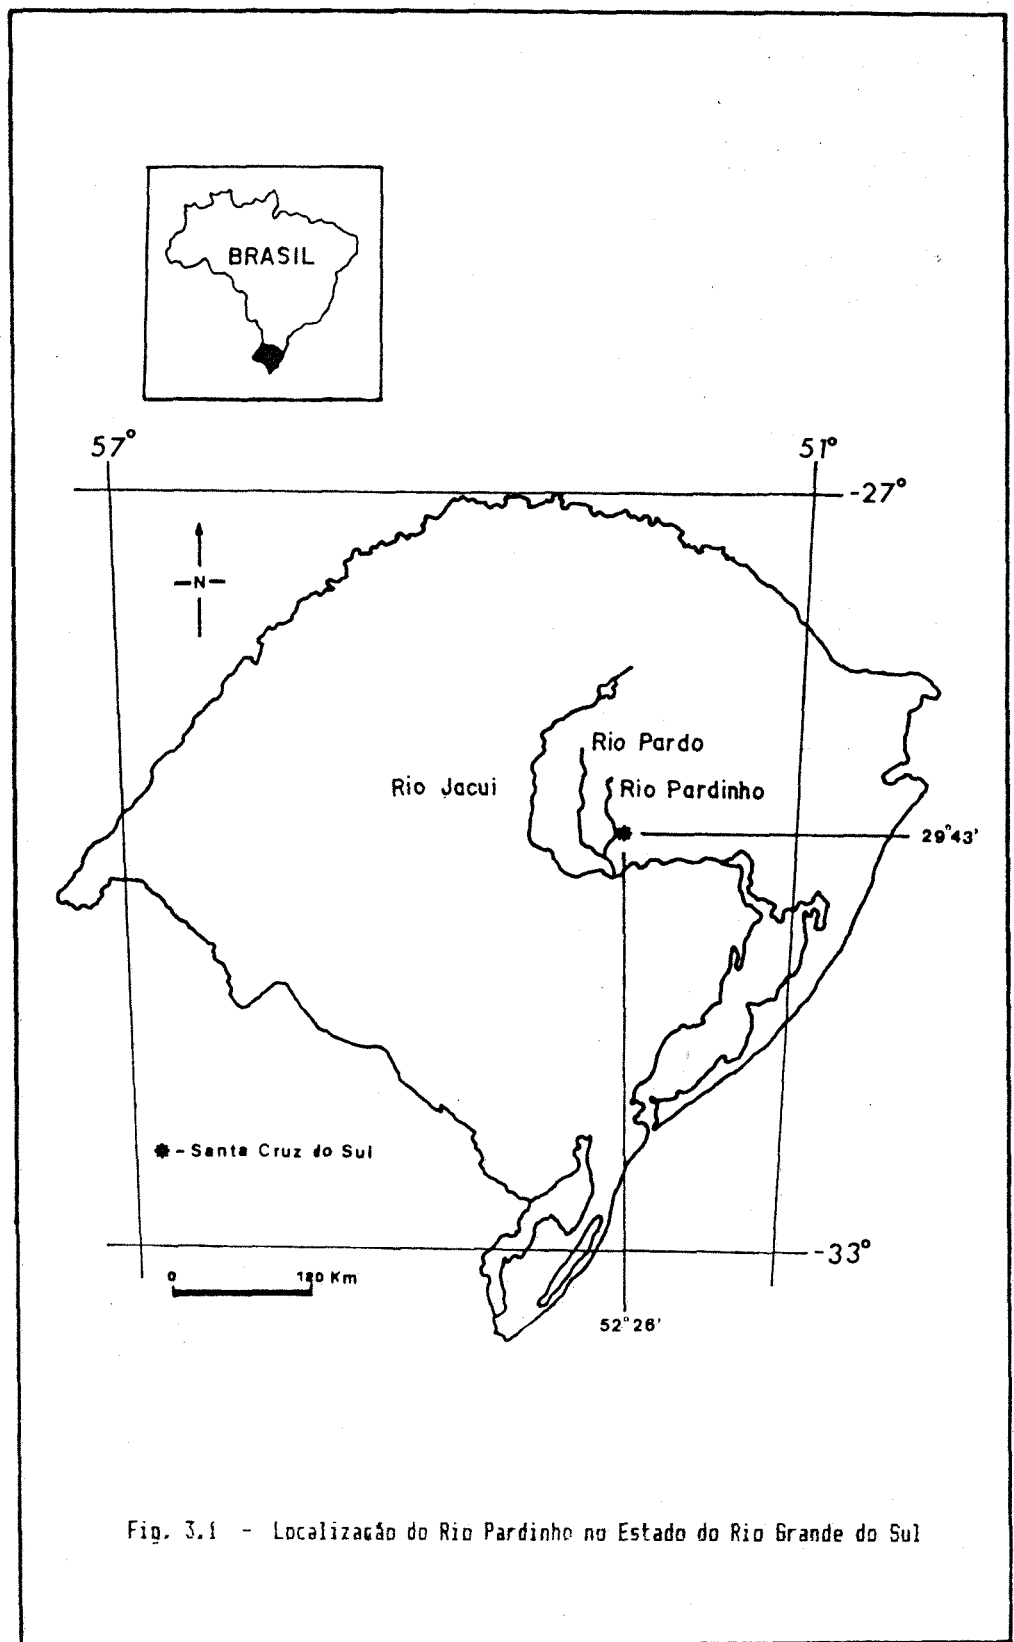 BRASIL
57°
51°
-27°
N
Rio Pardo
Rio Jacui
Rio Pardinho
29°43'
✱ - Santa Cruz do Sul
-33°
0 120 Km
52°26'
Fig. 3.1 - Localização do Rio Pardinho no Estado do Rio Grande do Sul